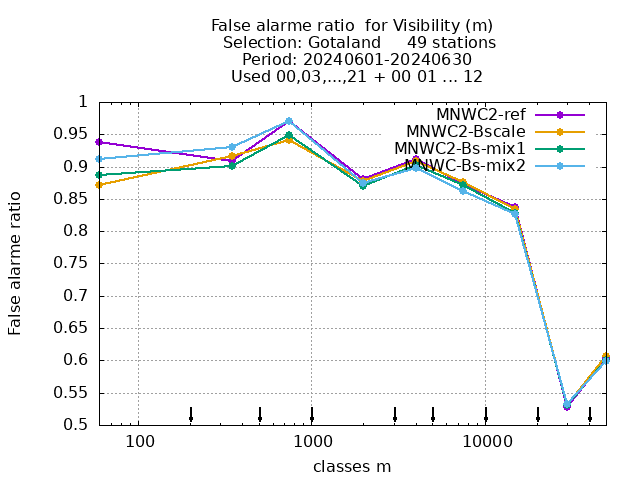 False alarme ratio  for Visibility (m)
Selection: Gotaland     49 stations
Period: 20240601-20240630
Used 00,03,...,21 + 00 01 ... 12
MNWC2-ref
MNWC2-Bscale
MNWC2-Bs-mix1
MNWC-Bs-mix2
False alarme ratio
1
0.95
0.9
0.85
0.8
0.75
0.7
0.65
0.6
0.55
0.5
100 1000 10000
classes m